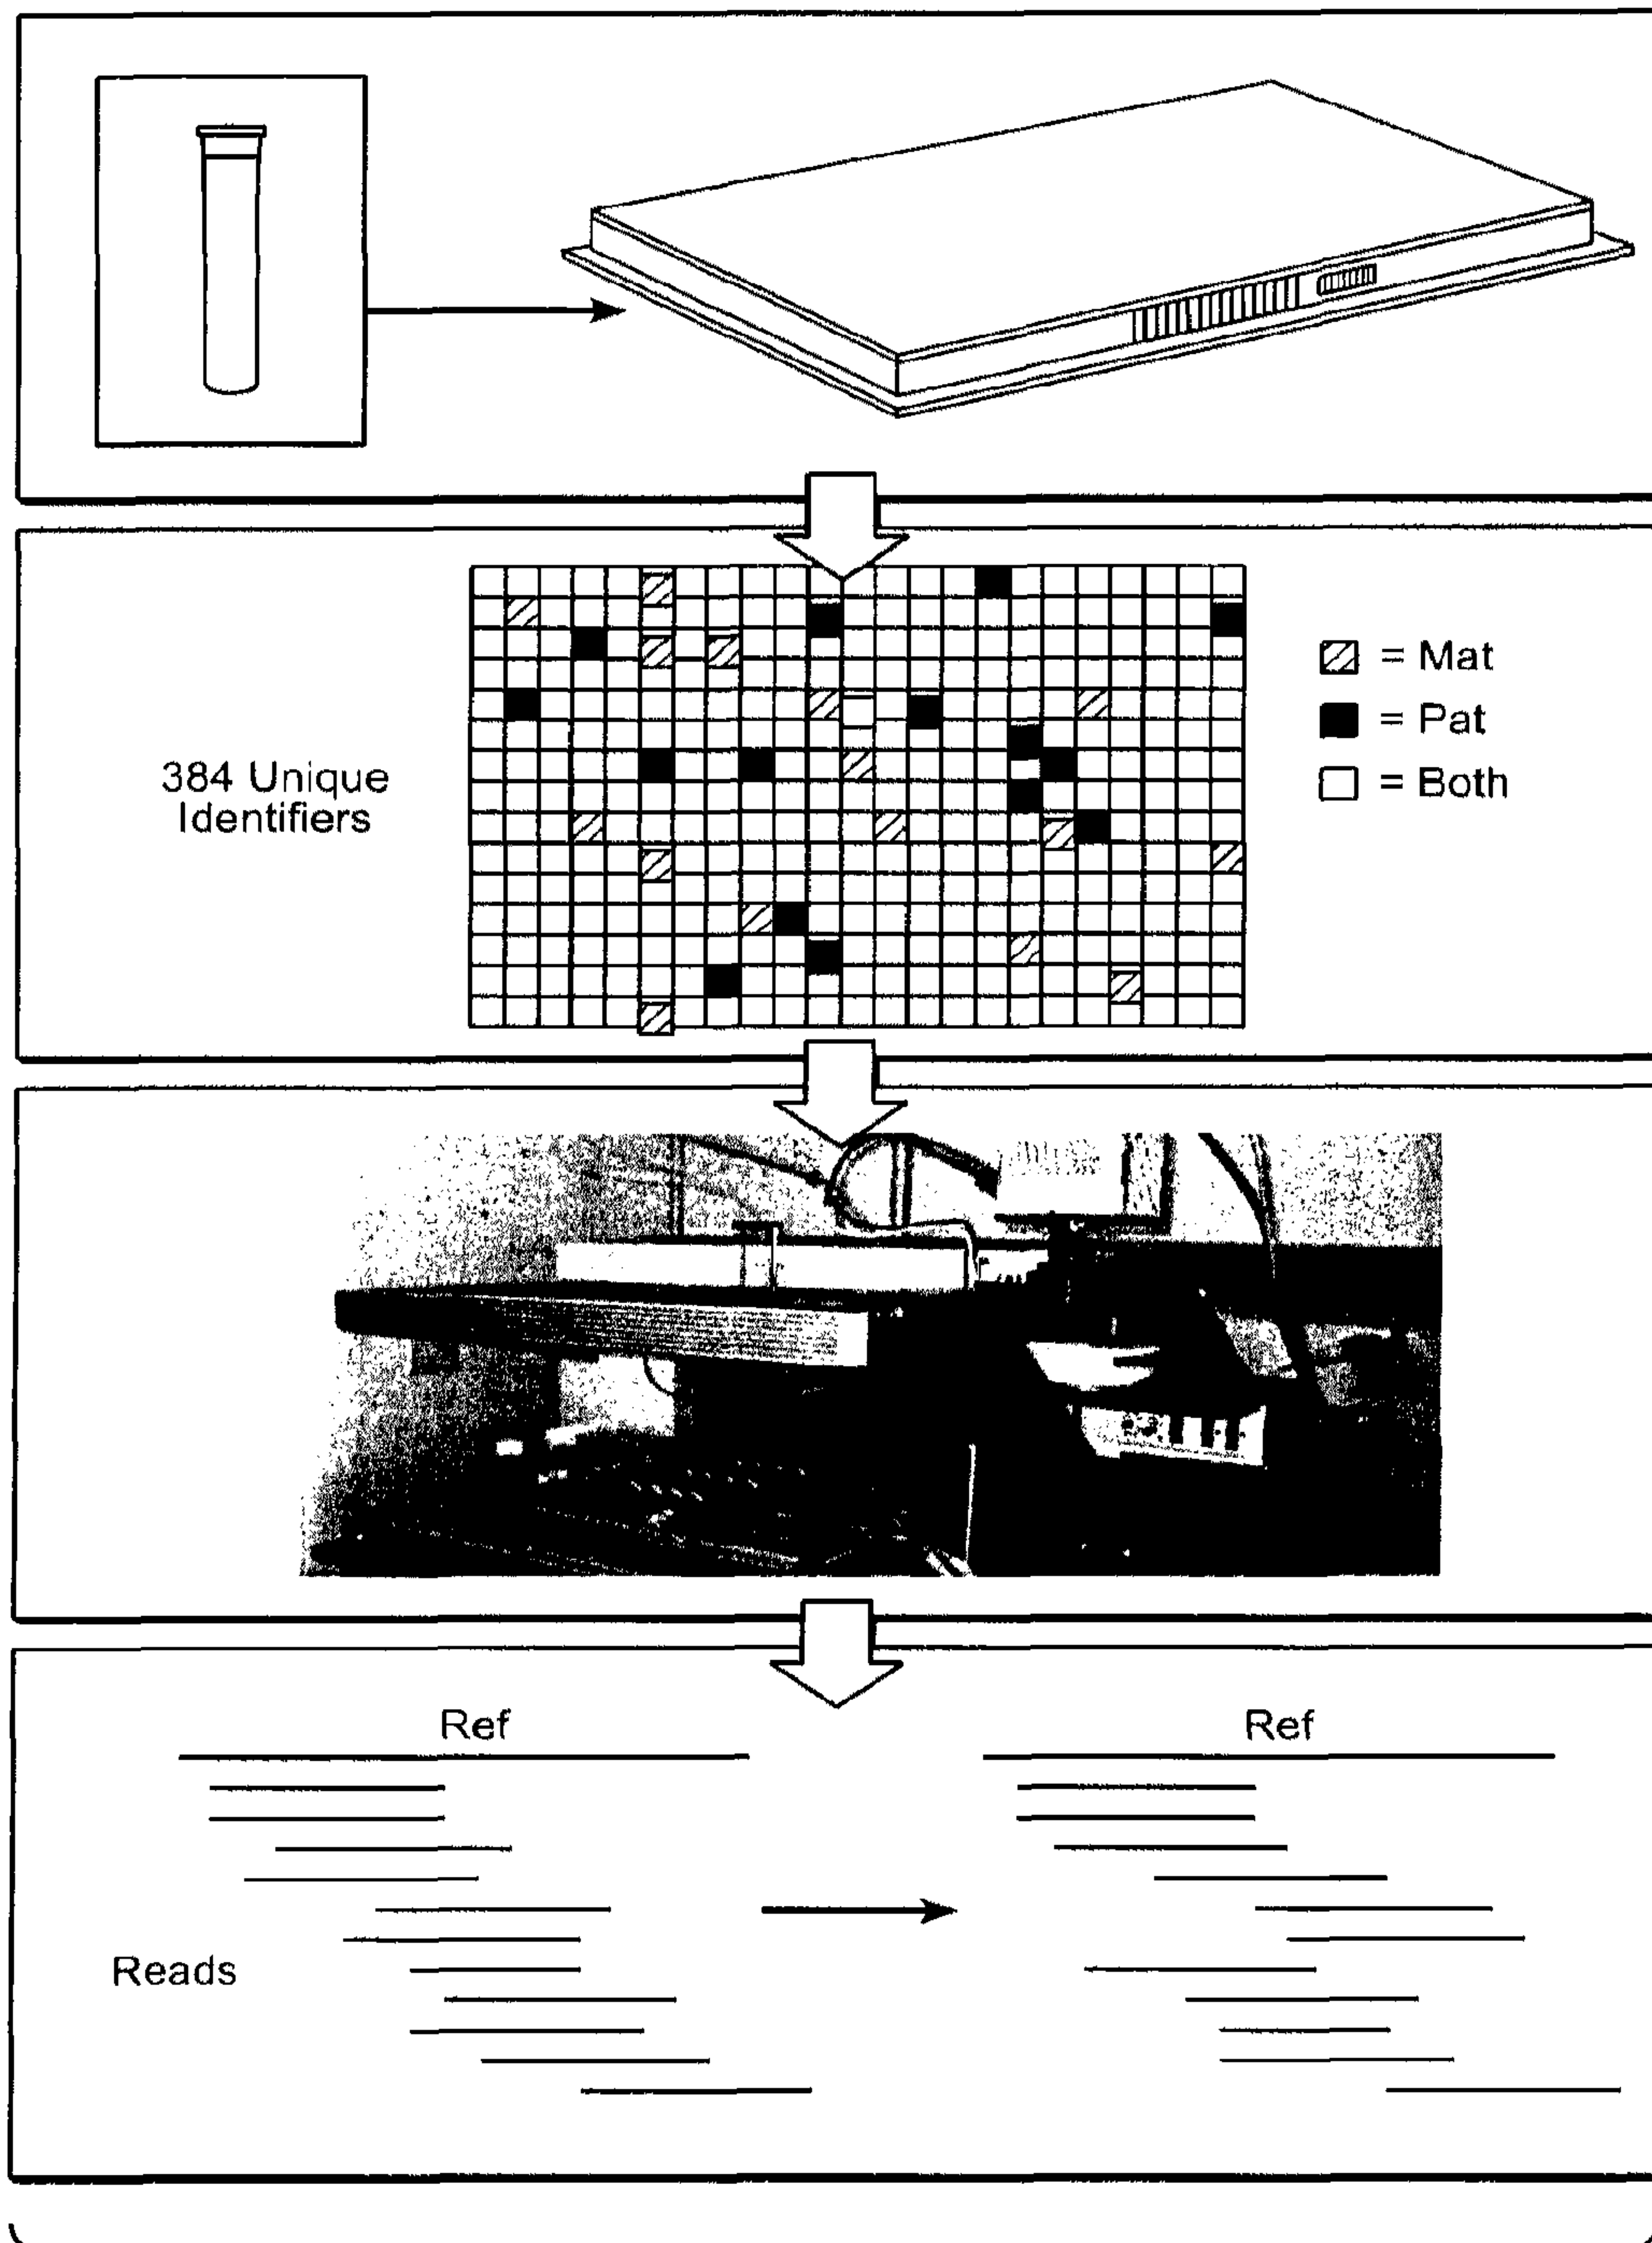 384 Unique
Identifiers
= Mat
= Pat
= Both
Ref
Ref
Reads